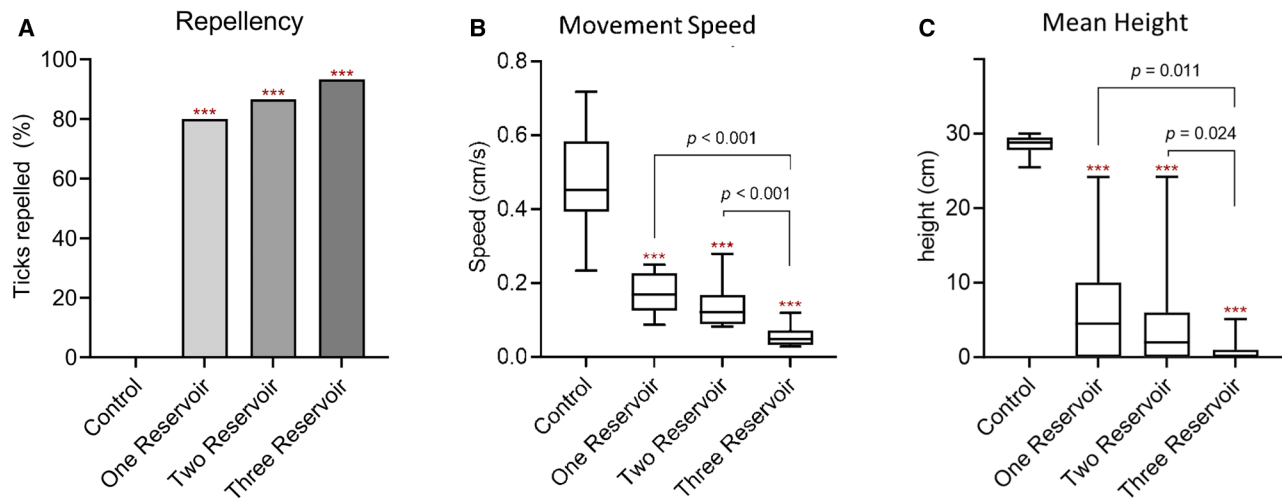 A
Repellency
Ticks repelled (%)
100
80
60
40
20
0
***
***
***
Control
One Reservoir
Two Reservoir
Three Reservoir
B
Movement Speed
Speed (cm/s)
0.8
0.6
0.4
0.2
0.0
p < 0.001
p < 0.001
***
***
***
Control
One Reservoir
Two Reservoir
Three Reservoir
C
Mean Height
height (cm)
30
20
10
0
p = 0.011
p = 0.024
***
***
***
Control
One Reservoir
Two Reservoir
Three Reservoir